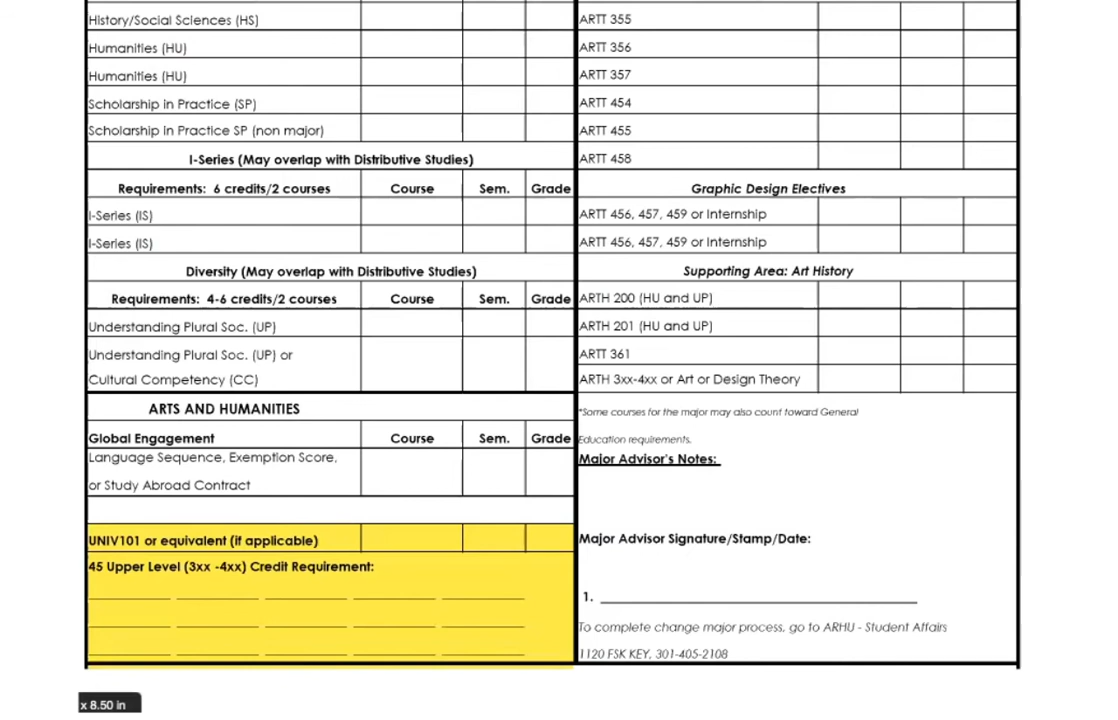 History/Social Sciences (HS)
Humanities (HU)
Humanities (HU)
Scholarship in Practice (SP)
Scholarship in Practice SP (non major)
I-Series (May overlap with Distributive Studies)
Requirements: 6 credits/2 courses Course Sem. Grade
I-Series (IS)
I-Series (IS)
Diversity (May overlap with Distributive Studies)
Requirements: 4-6 credits/2 courses Course Sem. Grade
Understanding Plural Soc. (UP)
Understanding Plural Soc. (UP) or
Cultural Competency (CC)
ARTS AND HUMANITIES
Global Engagement Course Sem. Grade
Language Sequence, Exemption Score,
or Study Abroad Contract
UNIV101 or equivalent (if applicable)
45 Upper Level (3xx -4xx) Credit Requirement:
ARTT 355
ARTT 356
ARTT 357
ARTT 454
ARTT 455
ARTT 458
Graphic Design Electives
ARTT 456, 457, 459 or Internship
ARTT 456, 457, 459 or Internship
Supporting Area: Art History
ARTH 200 (HU and UP)
ARTH 201 (HU and UP)
ARTT 361
ARTH 3xx-4xx or Art or Design Theory
*Some courses for the major may also count toward General
Education requirements.
Major Advisor's Notes:
Major Advisor Signature/Stamp/Date:
1.
To complete change major process, go to ARHU - Student Affairs
1120 FSK KEY, 301-405-2108
x 8.50 in